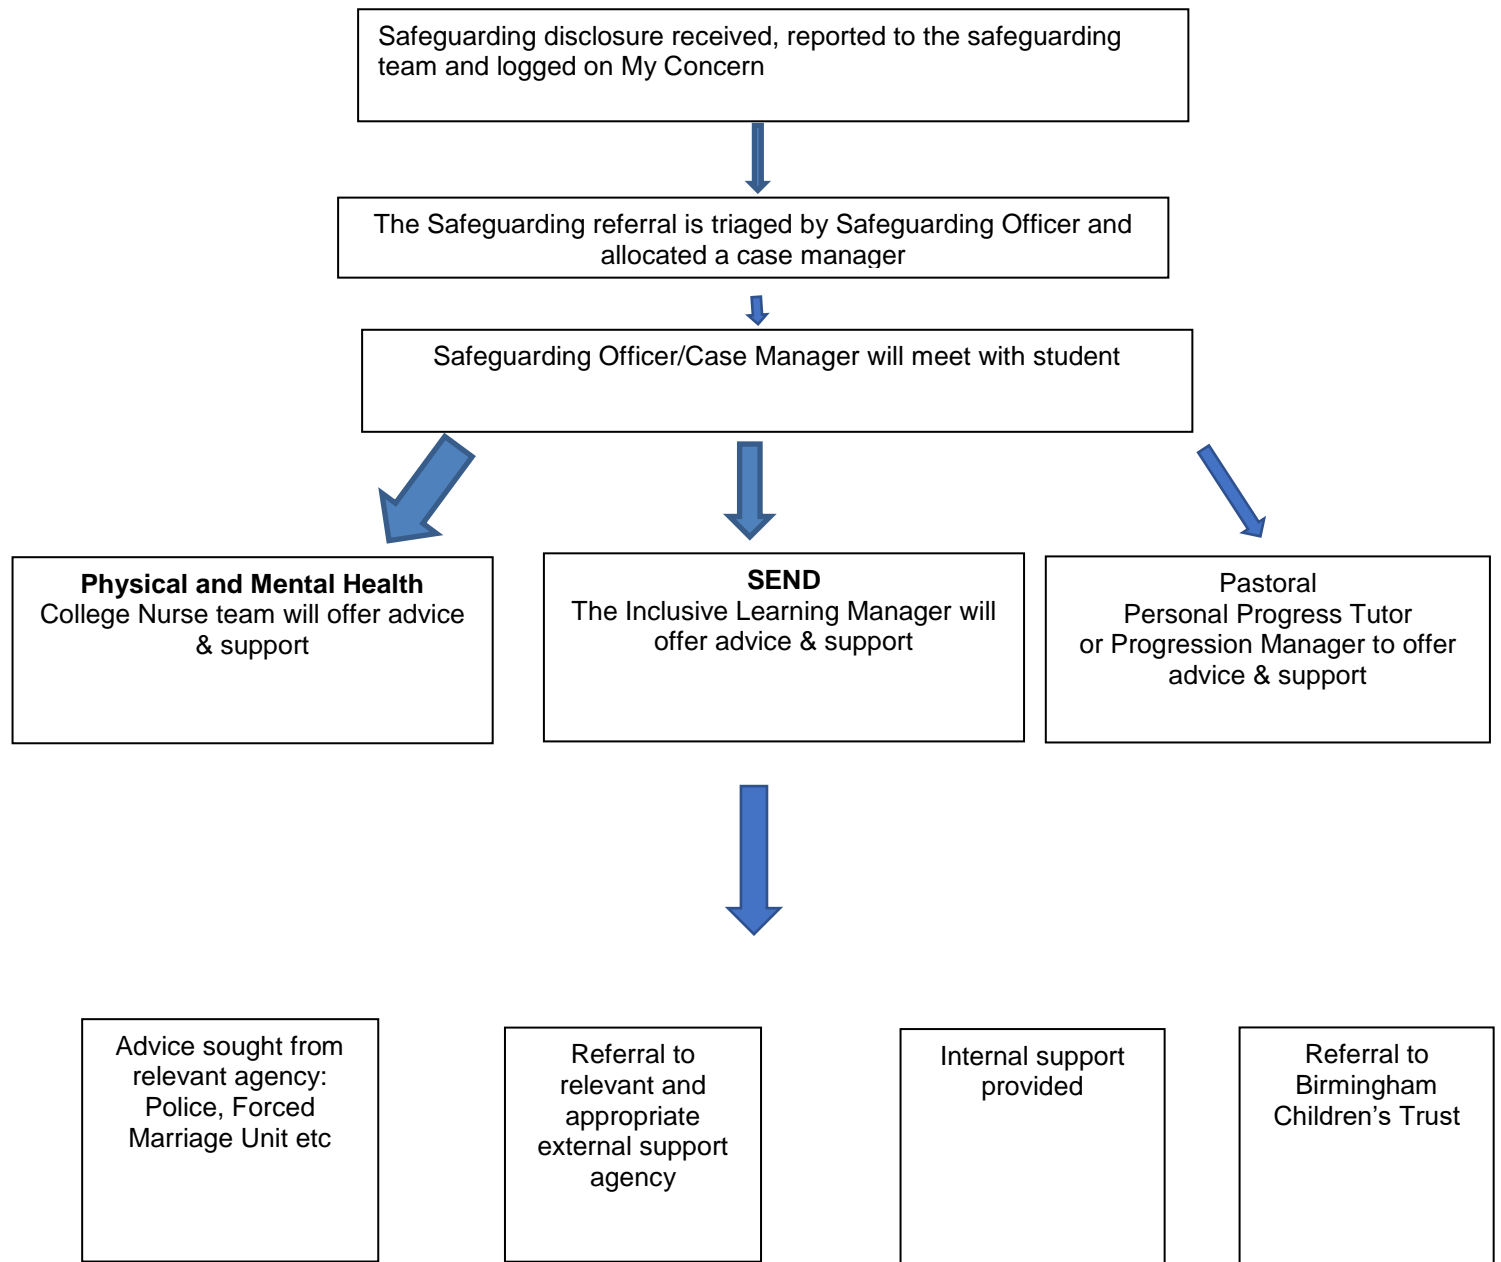 Safeguarding disclosure received, reported to the safeguarding
team and logged on My Concern
The Safeguarding referral is triaged by Safeguarding Officer and
allocated a case manager
Safeguarding Officer/Case Manager will meet with student
Physical and Mental Health
College Nurse team will offer advice
& support
SEND
The Inclusive Learning Manager will
offer advice & support
Pastoral
Personal Progress Tutor
or Progression Manager to offer
advice & support
Advice sought from
relevant agency:
Police, Forced
Marriage Unit etc
Referral to
relevant and
appropriate
external support
agency
Internal support
provided
Referral to
Birmingham
Children’s Trust